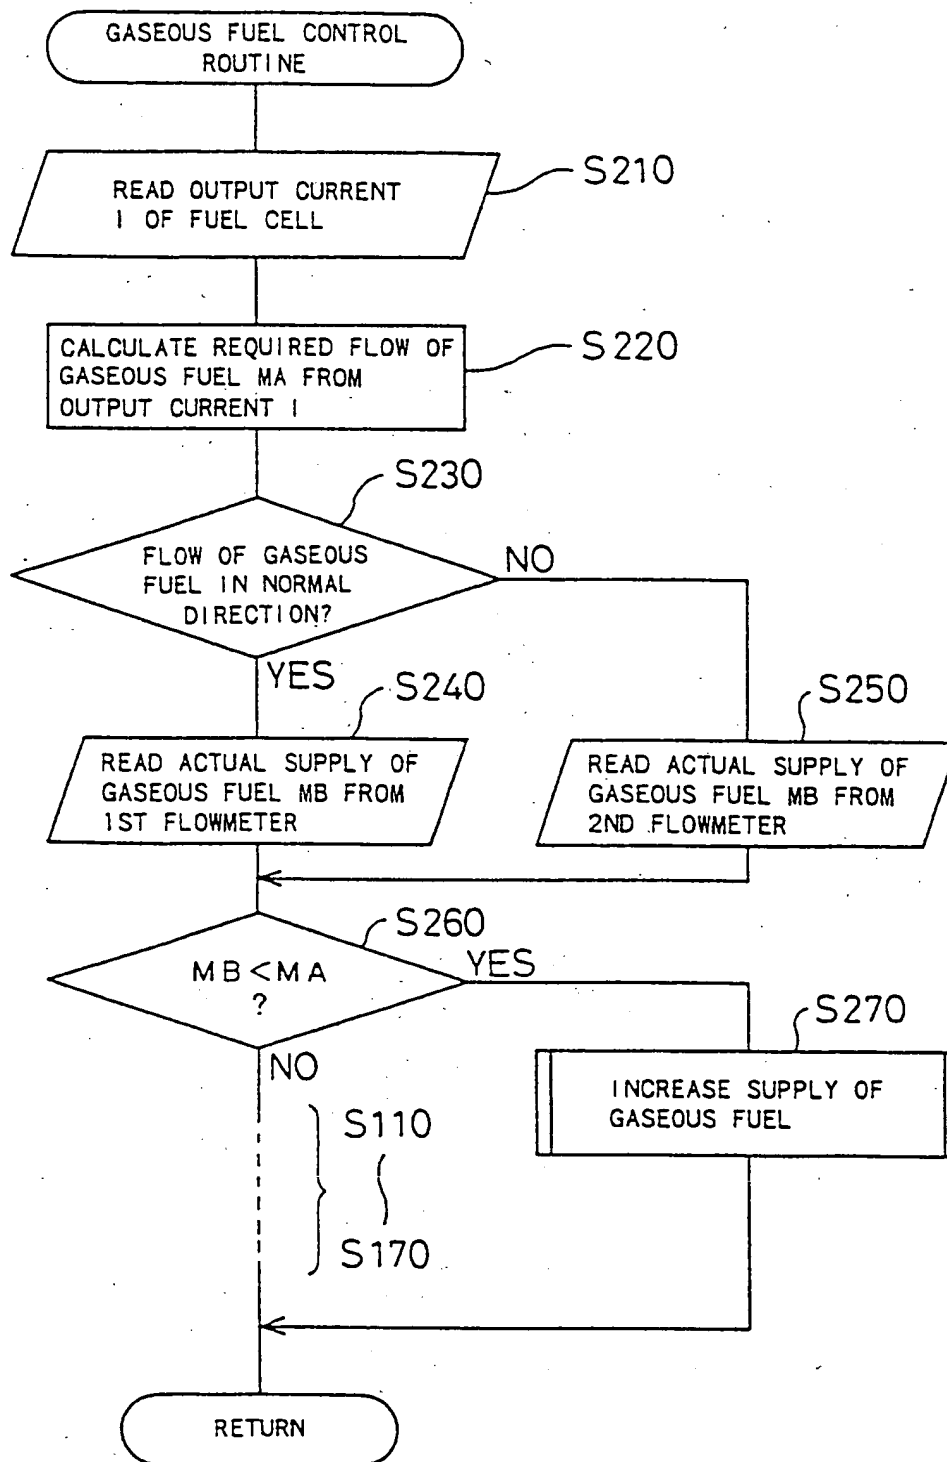 GASEOUS FUEL CONTROL
ROUTINE
READ OUTPUT CURRENT
I OF FUEL CELL
S210
CALCULATE REQUIRED FLOW OF
GASEOUS FUEL MA FROM
OUTPUT CURRENT I
S220
S230
FLOW OF GASEOUS
FUEL IN NORMAL
DIRECTION?
NO
YES
S240
READ ACTUAL SUPPLY OF
GASEOUS FUEL MB FROM
1ST FLOWMETER
S250
READ ACTUAL SUPPLY OF
GASEOUS FUEL MB FROM
2ND FLOWMETER
S260
MB<MA
?
YES
NO
S270
INCREASE SUPPLY OF
GASEOUS FUEL
S110
S170
RETURN